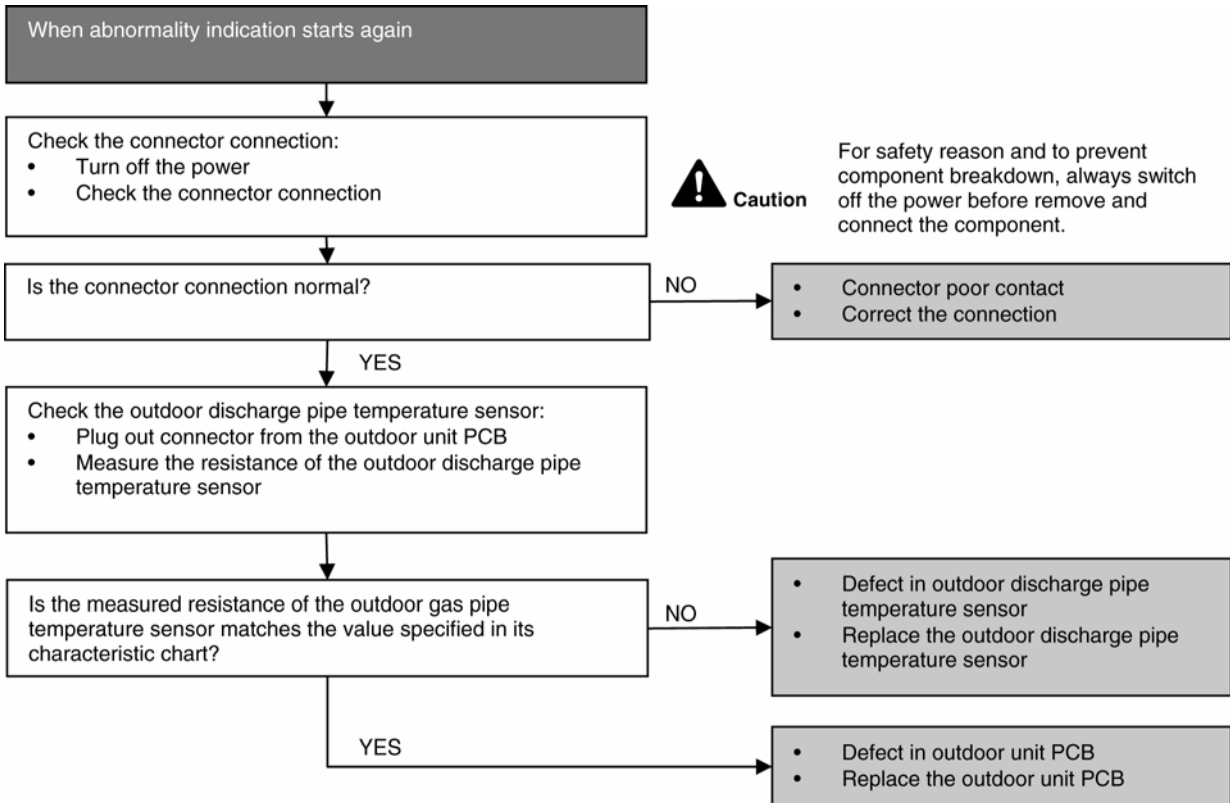 When abnormality indication starts again
Check the connector connection:
• Turn off the power
• Check the connector connection
Caution
For safety reason and to prevent
component breakdown, always switch
off the power before remove and
connect the component.
Is the connector connection normal?
NO
• Connector poor contact
• Correct the connection
YES
Check the outdoor discharge pipe temperature sensor:
• Plug out connector from the outdoor unit PCB
• Measure the resistance of the outdoor discharge pipe
temperature sensor
Is the measured resistance of the outdoor gas pipe
temperature sensor matches the value specified in its
characteristic chart?
NO
• Defect in outdoor discharge pipe
temperature sensor
• Replace the outdoor discharge pipe
temperature sensor
YES
• Defect in outdoor unit PCB
• Replace the outdoor unit PCB